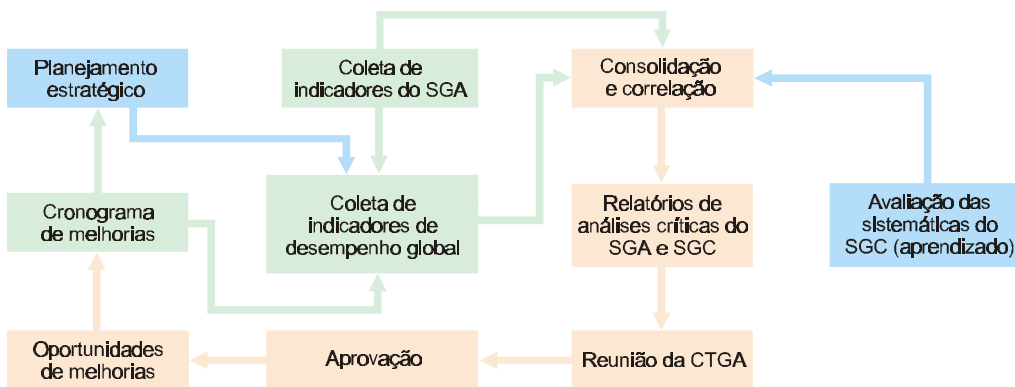 Planejamento
estratégico
Coleta de
indicadores do SGA
Consolidação
e correlação
Cronograma
de melhorias
Coleta de
indicadores de
desempenho global
Relatórios de
análises críticas do
SGA e SGC
Avaliação das
sistemáticas do
SGC (aprendizado)
Oportunidades
de melhorias
Aprovação
Reunião da CTGA